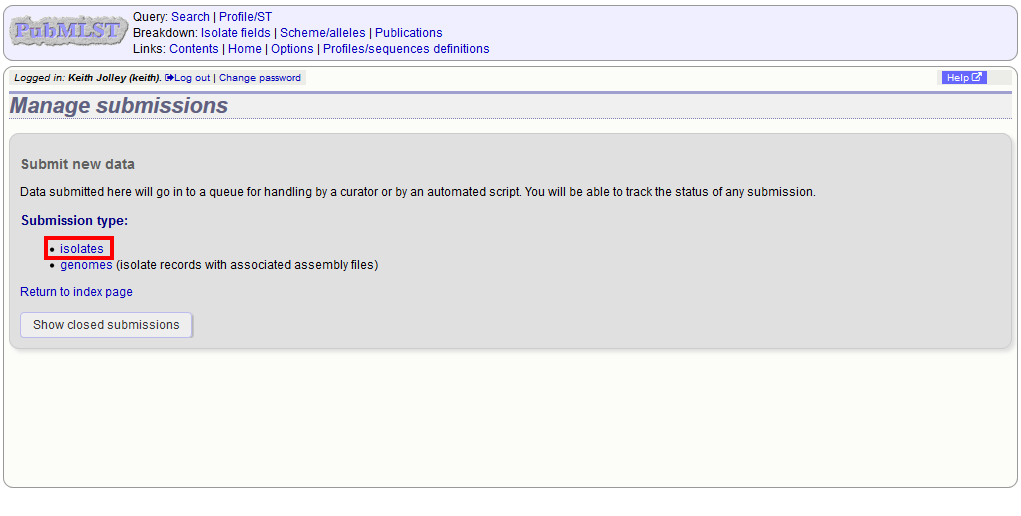 PubMLST
Query: Search | Profile/ST
Breakdown: Isolate fields | Scheme/alleles | Publications
Links: Contents | Home | Options | Profiles/sequences definitions
Logged in: Keith Jolley (keith). Log out | Change password
Help
Manage submissions
Submit new data
Data submitted here will go in to a queue for handling by a curator or by an automated script. You will be able to track the status of any submission.
Submission type:
• isolates
• genomes (isolate records with associated assembly files)
Return to index page
Show closed submissions